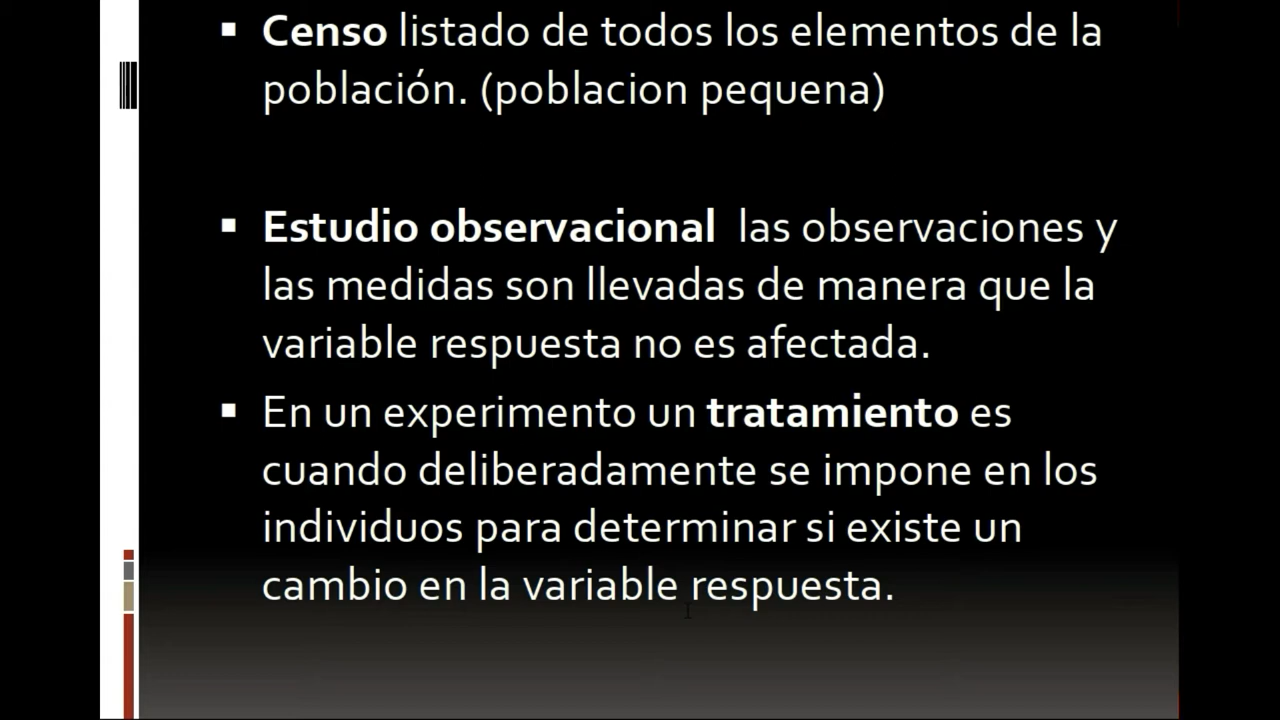 ▪ Censo listado de todos los elementos de la
población. (poblacion pequena)
▪ Estudio observacional las observaciones y
las medidas son llevadas de manera que la
variable respuesta no es afectada.
▪ En un experimento un tratamiento es
cuando deliberadamente se impone en los
individuos para determinar si existe un
cambio en la variable respuesta.